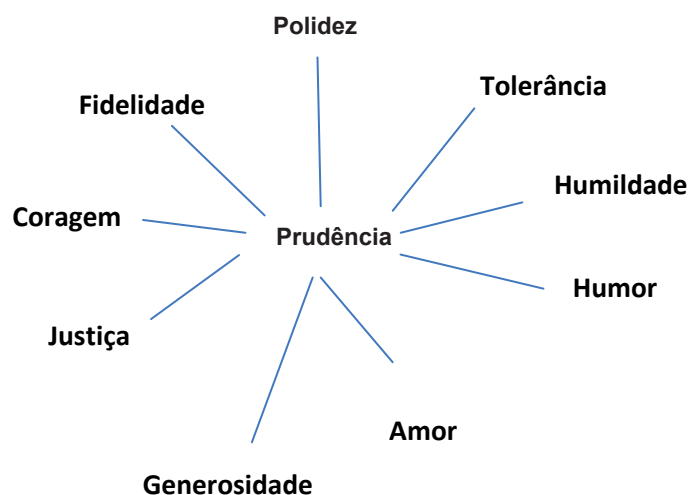 Polidez
Tolerância
Fidelidade
Humildade
Coragem
Prudência
Humor
Justiça
Amor
Generosidade